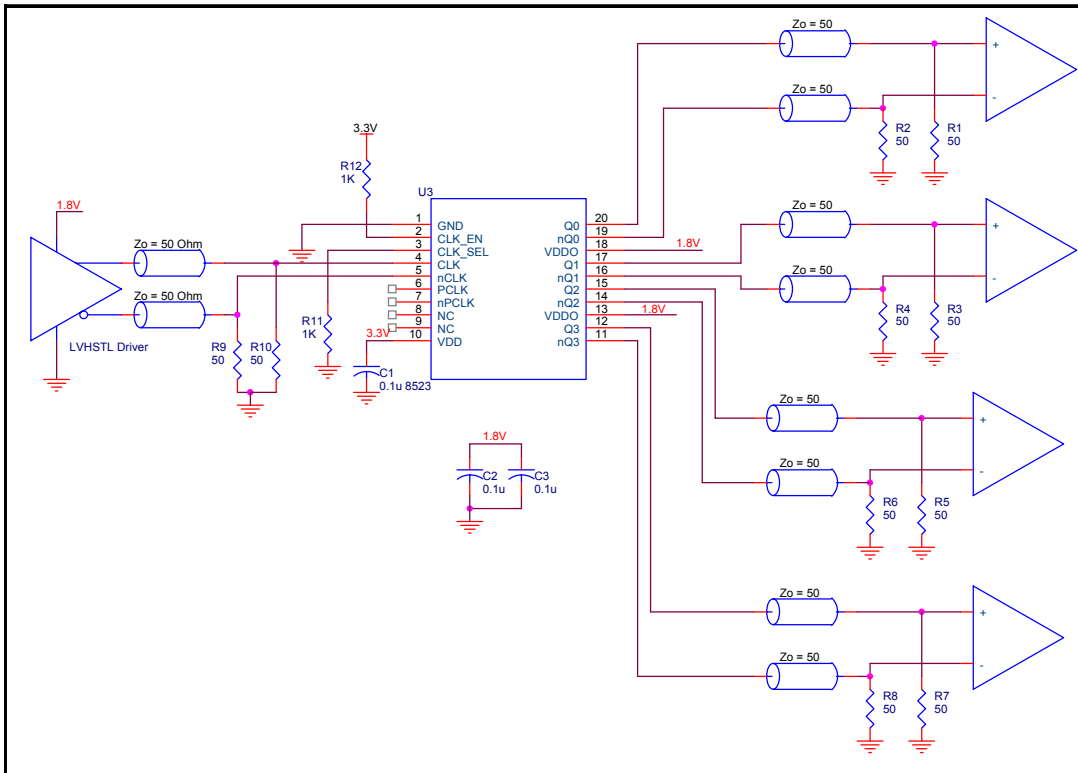 1.8V
Zo = 50 Ohm
Zo = 50 Ohm
LVHSTL Driver
R9
50
R10
50
3.3V
R12
1K
R11
1K
3.3V
C1
0.1u
8523
U3
1
GND
2
CLK_EN
3
CLK_SEL
4
CLK
5
nCLK
6
PCLK
7
nPCLK
8
NC
9
NC
10
VDD
Q0
20
nQ0
19
VDDO
18
1.8V
Q1
17
nQ1
16
Q2
15
nQ2
14
VDDO
13
1.8V
Q3
12
nQ3
11
1.8V
C2
0.1u
C3
0.1u
Zo = 50
Zo = 50
R2
50
R1
50
+
-
Zo = 50
Zo = 50
R4
50
R3
50
+
-
Zo = 50
Zo = 50
R6
50
R5
50
+
-
Zo = 50
Zo = 50
R8
50
R7
50
+
-